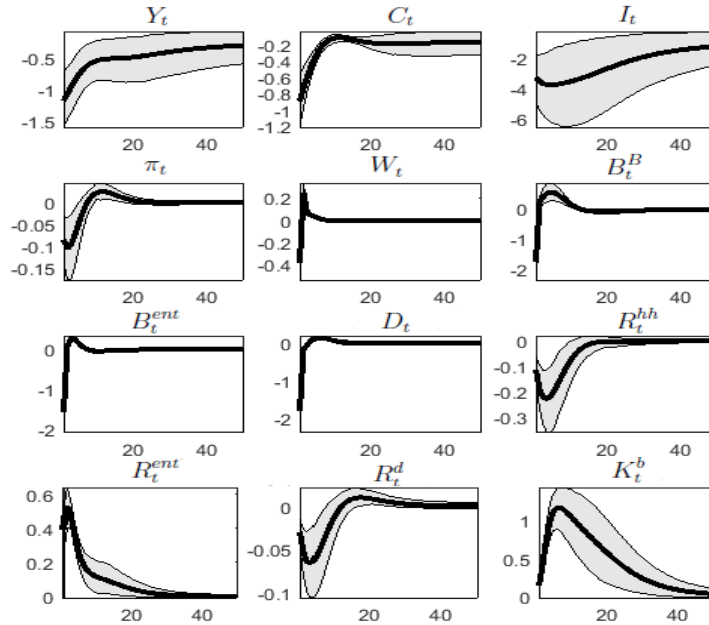 Y_t C_t I_t
-0.5 -1 -1.5 20 40
-0.2 -0.4 -0.6 -0.8 -1 -1.2 20 40
-2 -4 -6 20 40
π_t W_t B_t^B
0 -0.05 -0.1 -0.15 20 40
0.2 0 -0.2 -0.4 20 40
0 -1 -2 20 40
B_t^{ent} D_t R_t^{hh}
0 -1 -2 20 40
0 -1 -2 20 40
0 -0.1 -0.2 -0.3 20 40
R_t^{ent} R_t^d K_t^b
0.6 0.4 0.2 0 20 40
0 -0.05 -0.1 20 40
1 0 20 40